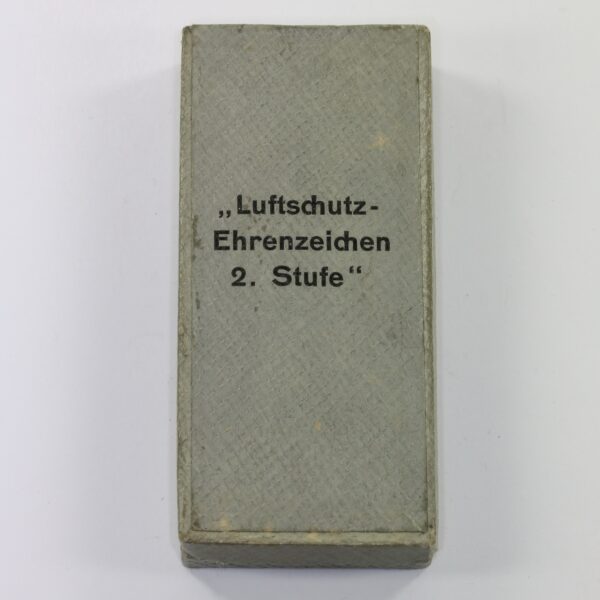 „Luftschutz-
Ehrenzeichen
2. Stufe“